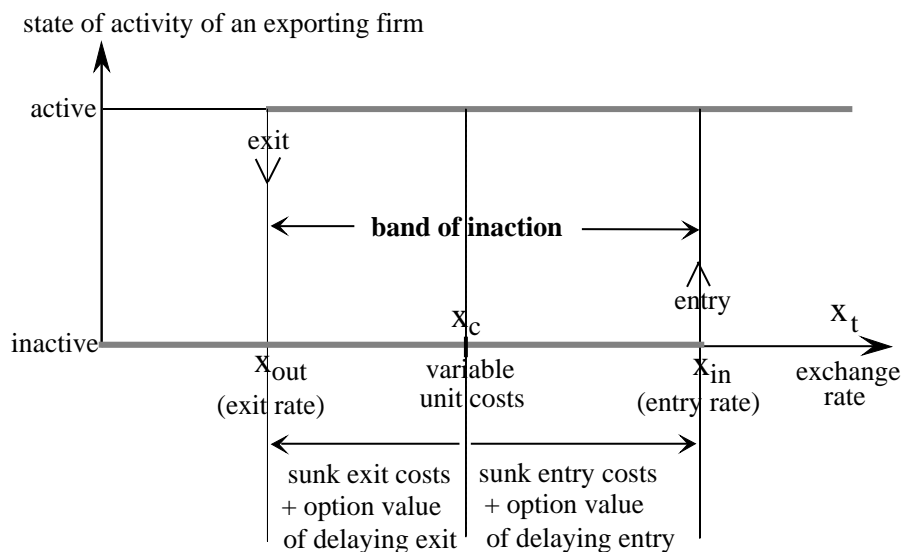 state of activity of an exporting firm
active
exit
band of inaction
entry
x_c
x_t
inactive
x_out
(exit rate)
variable
unit costs
x_in
(entry rate)
exchange
rate
sunk exit costs
+ option value
of delaying exit
sunk entry costs
+ option value
of delaying entry